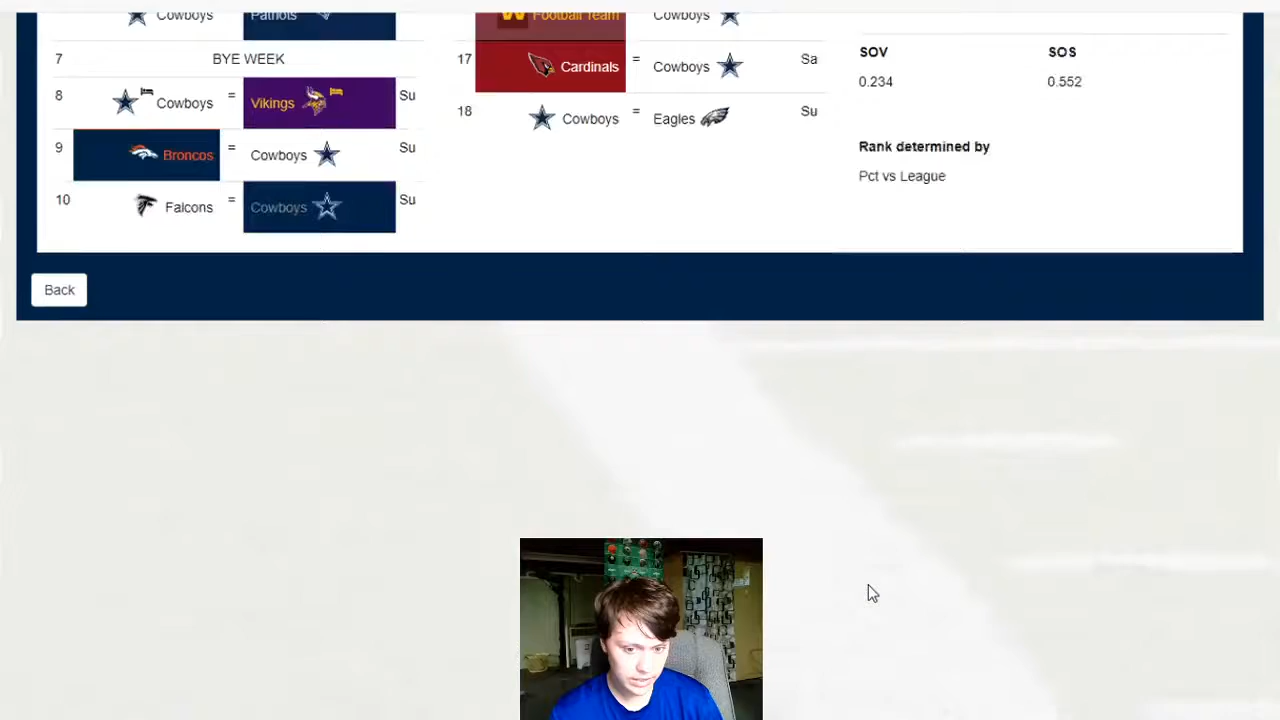 Cowboys Patriots
7 BYE WEEK
8 Cowboys = Vikings Su
9 Broncos = Cowboys Su
10 Falcons = Cowboys Su
Football Team Cowboys
17 Cardinals = Cowboys Sa
18 Cowboys = Eagles Su
SOV SOS
0.234 0.552
Rank determined by
Pct vs League
Back